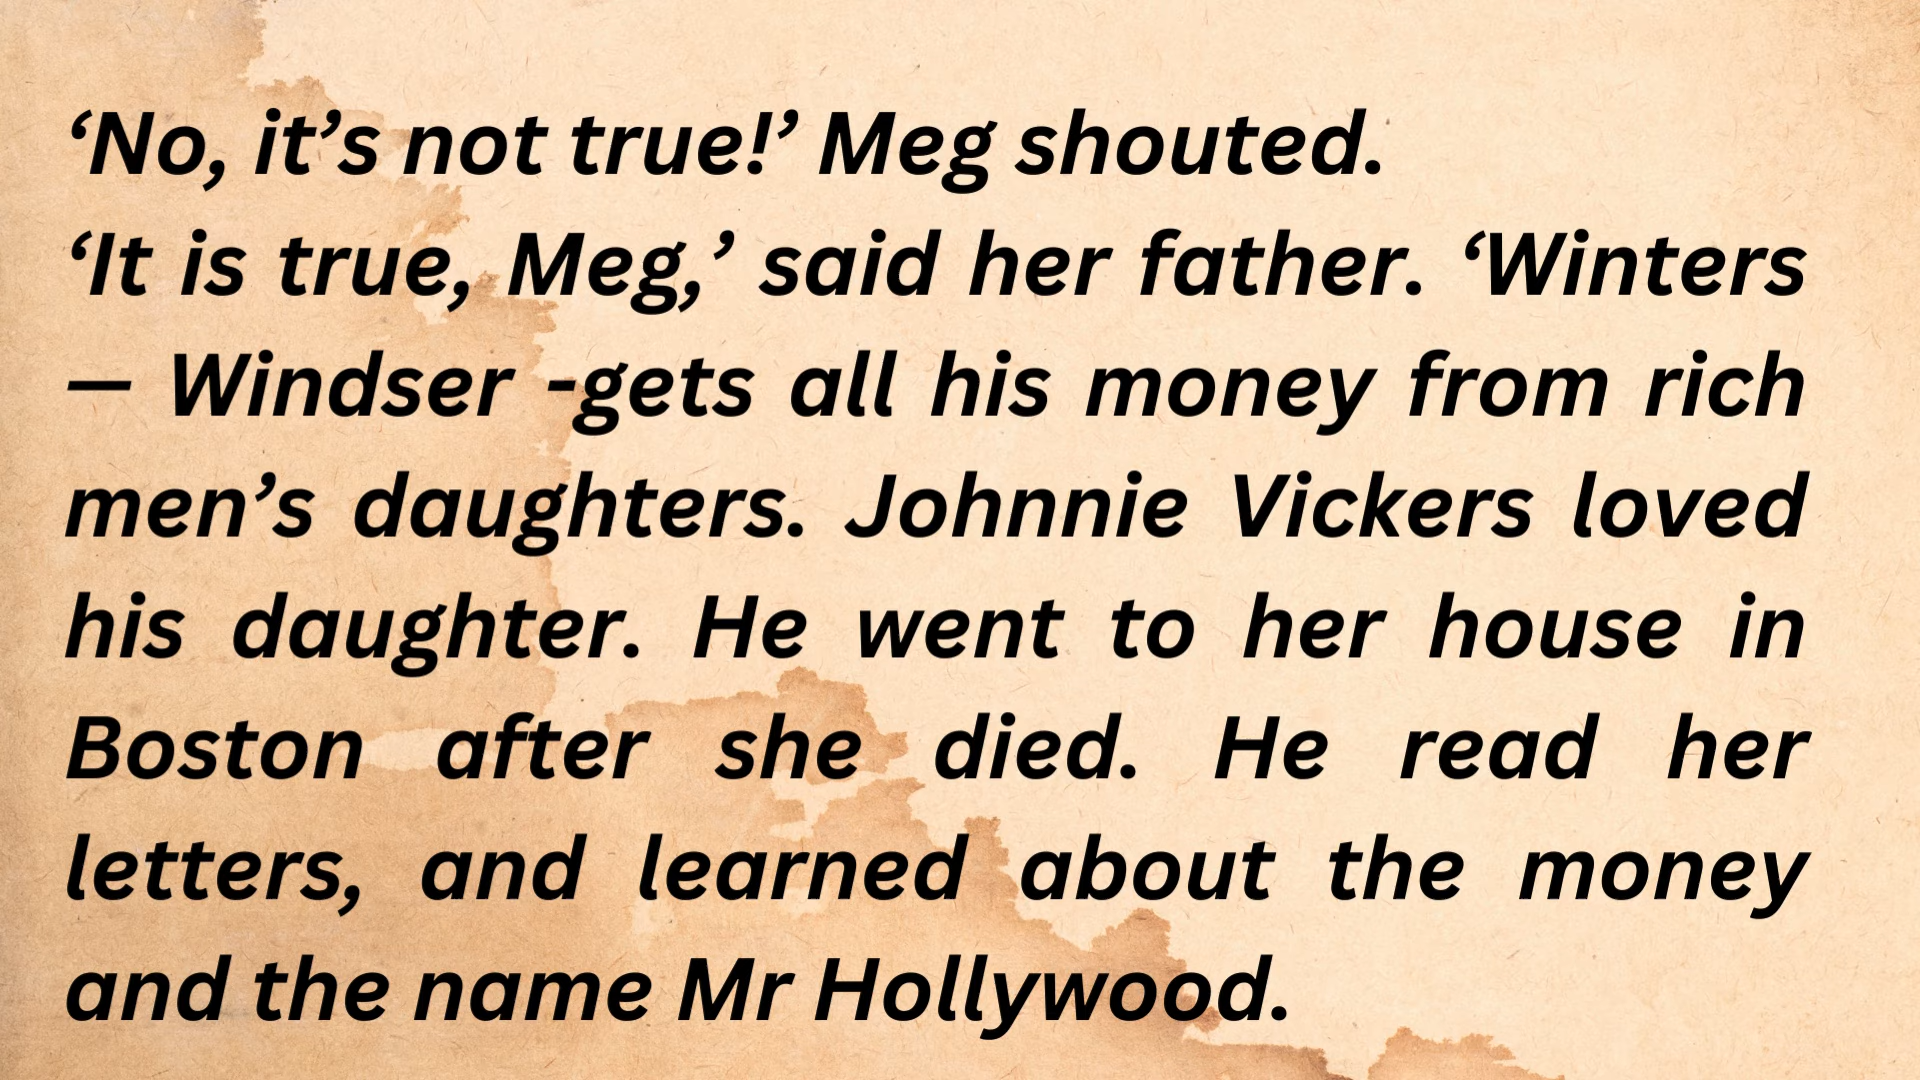 ‘No, it’s not true!’ Meg shouted.
‘It is true, Meg,’ said her father. ‘Winters
— Windser -gets all his money from rich
men’s daughters. Johnnie Vickers loved
his daughter. He went to her house in
Boston after she died. He read her
letters, and learned about the money
and the name Mr Hollywood.